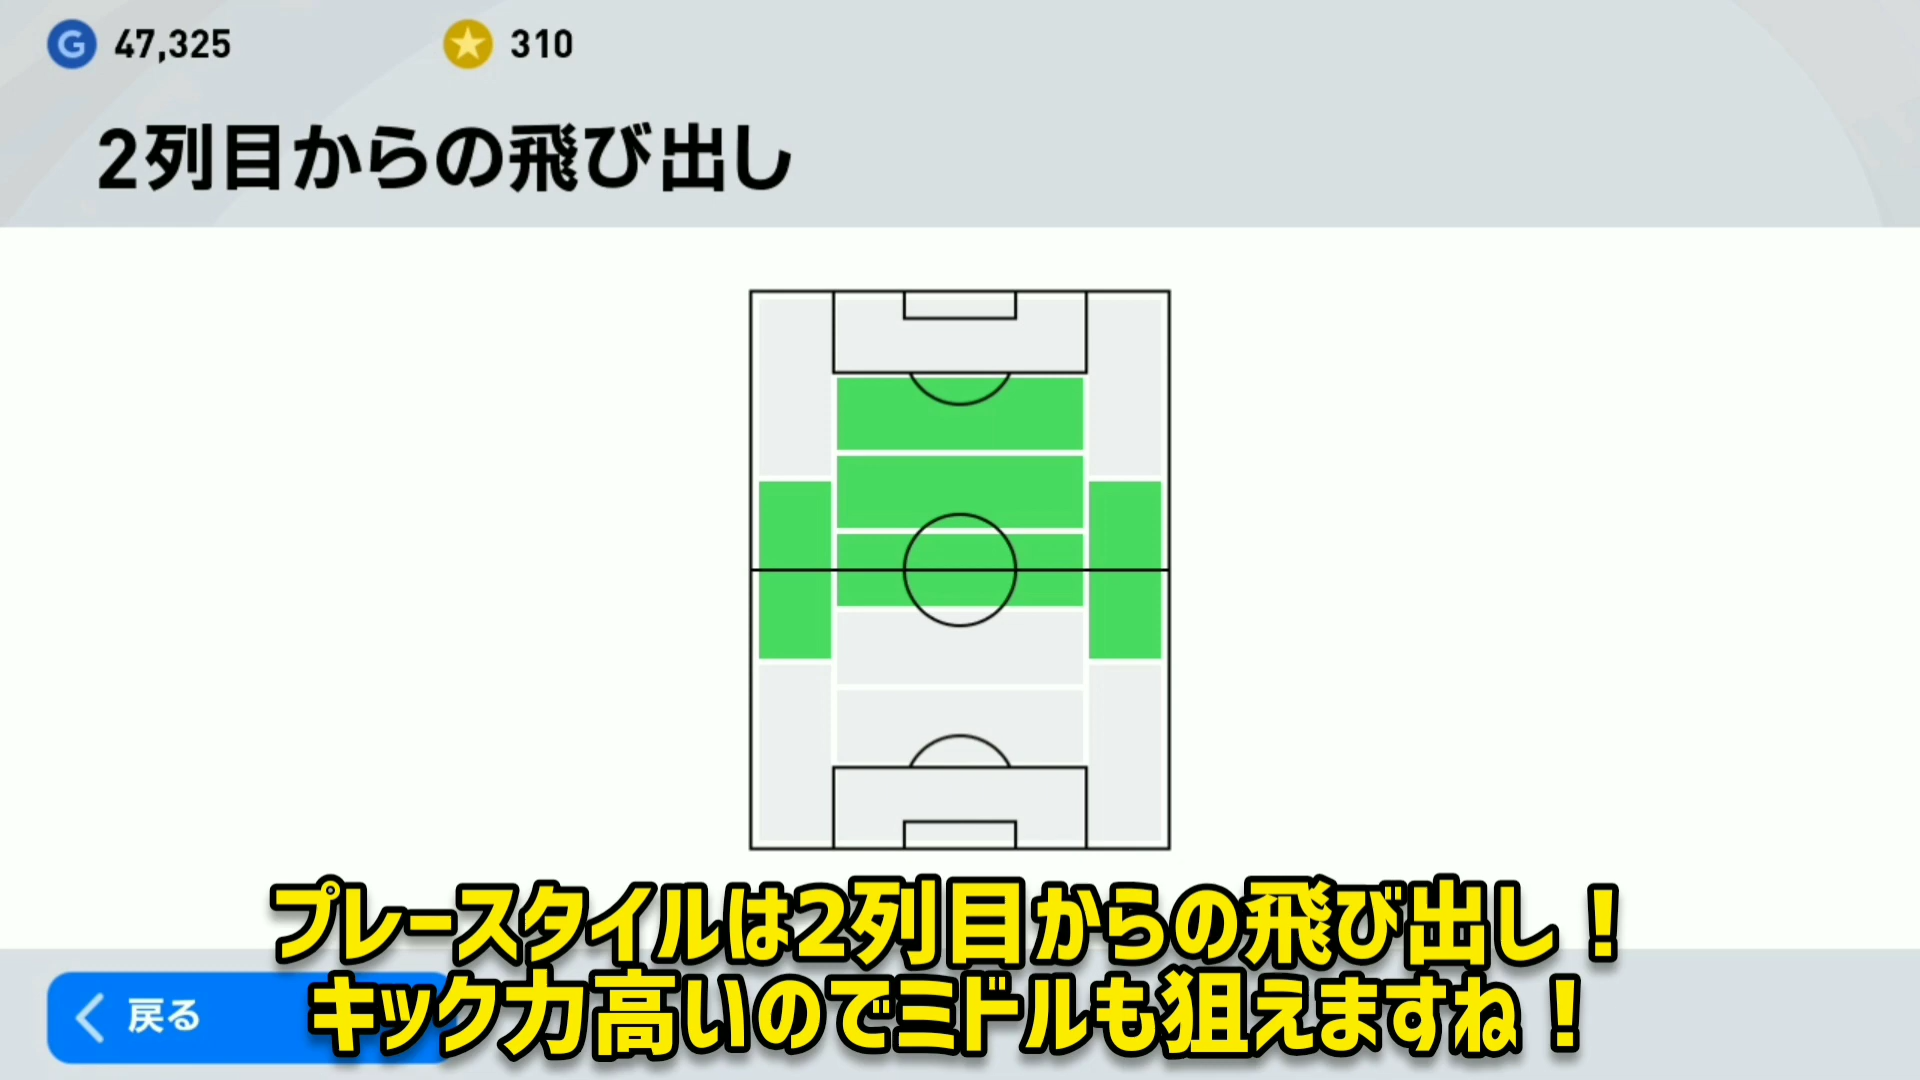 G 47,325
310
2列目からの飛び出し
プレースタイルは2列目からの飛び出し！
戻る
キック力高いのでミドルも狙えますね！